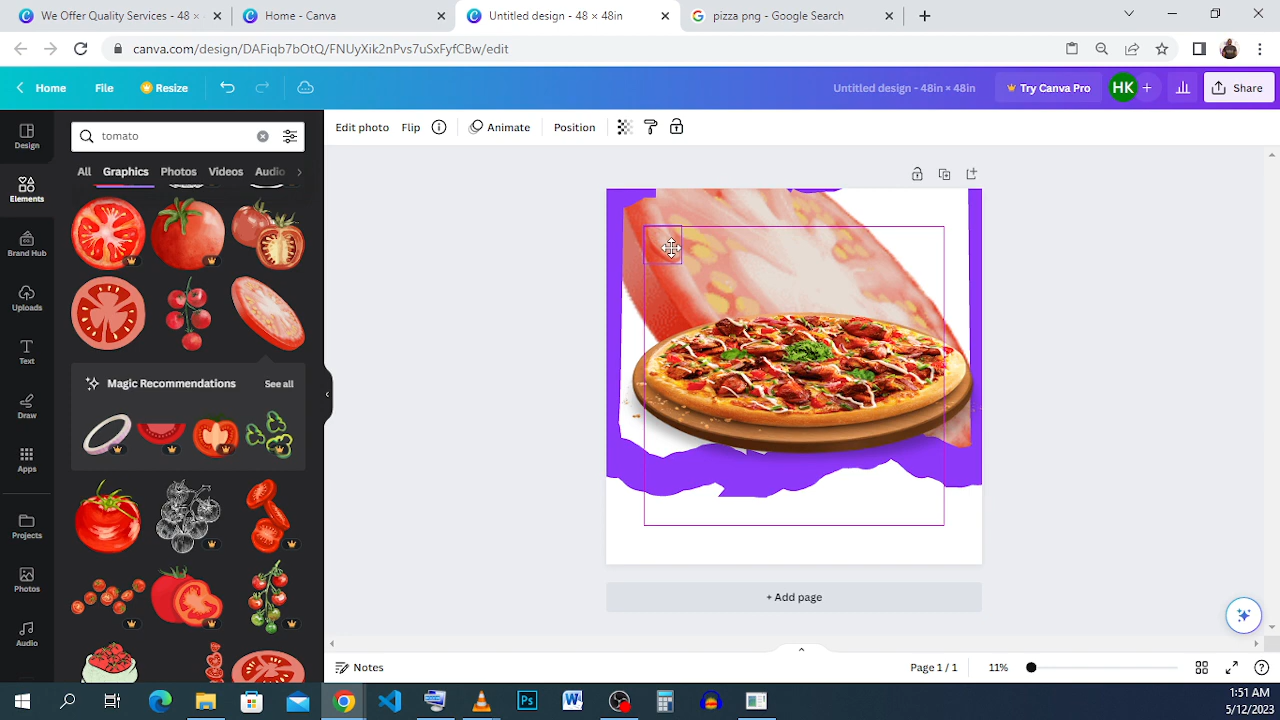 We Offer Quality Services - 48 ×
Home - Canva
Untitled design - 48 × 48in
pizza png - Google Search
canva.com/design/DAFiqb7bOtQ/FNUyXik2nPvs7uSxFyfCBw/edit
Home
File
Resize
Untitled design - 48in × 48in
Try Canva Pro
HK
Share
Design
Elements
Brand Hub
Uploads
Text
Draw
Apps
Projects
Photos
Audio
tomato
All
Graphics
Photos
Videos
Audio
Magic Recommendations
See all
Edit photo
Flip
Animate
Position
+ Add page
Notes
Page 1 / 1
11%
1:51 AM
5/12/2023